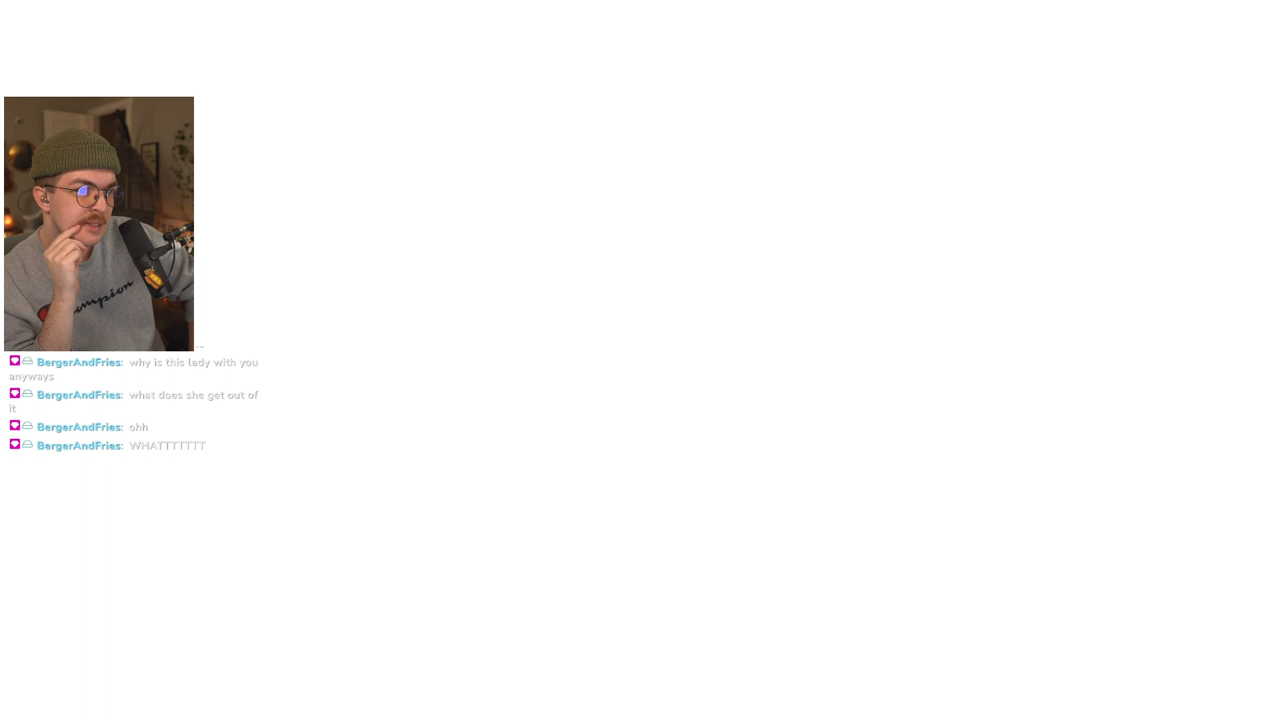 Champion
BergerAndFries: why is this lady with you
anyways
BergerAndFries: what does she get out of
it
BergerAndFries: ohh
BergerAndFries: WHATTTTTTT